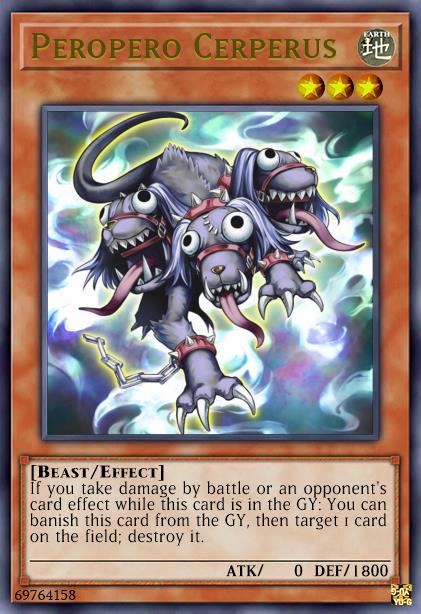 PEROPERO CERPERUS
EARTH
地
[BEAST/EFFECT]
If you take damage by battle or an opponent's
card effect while this card is in the GY: You can
banish this card from the GY, then target 1 card
on the field; destroy it.
ATK/ 0 DEF/1800
69764158